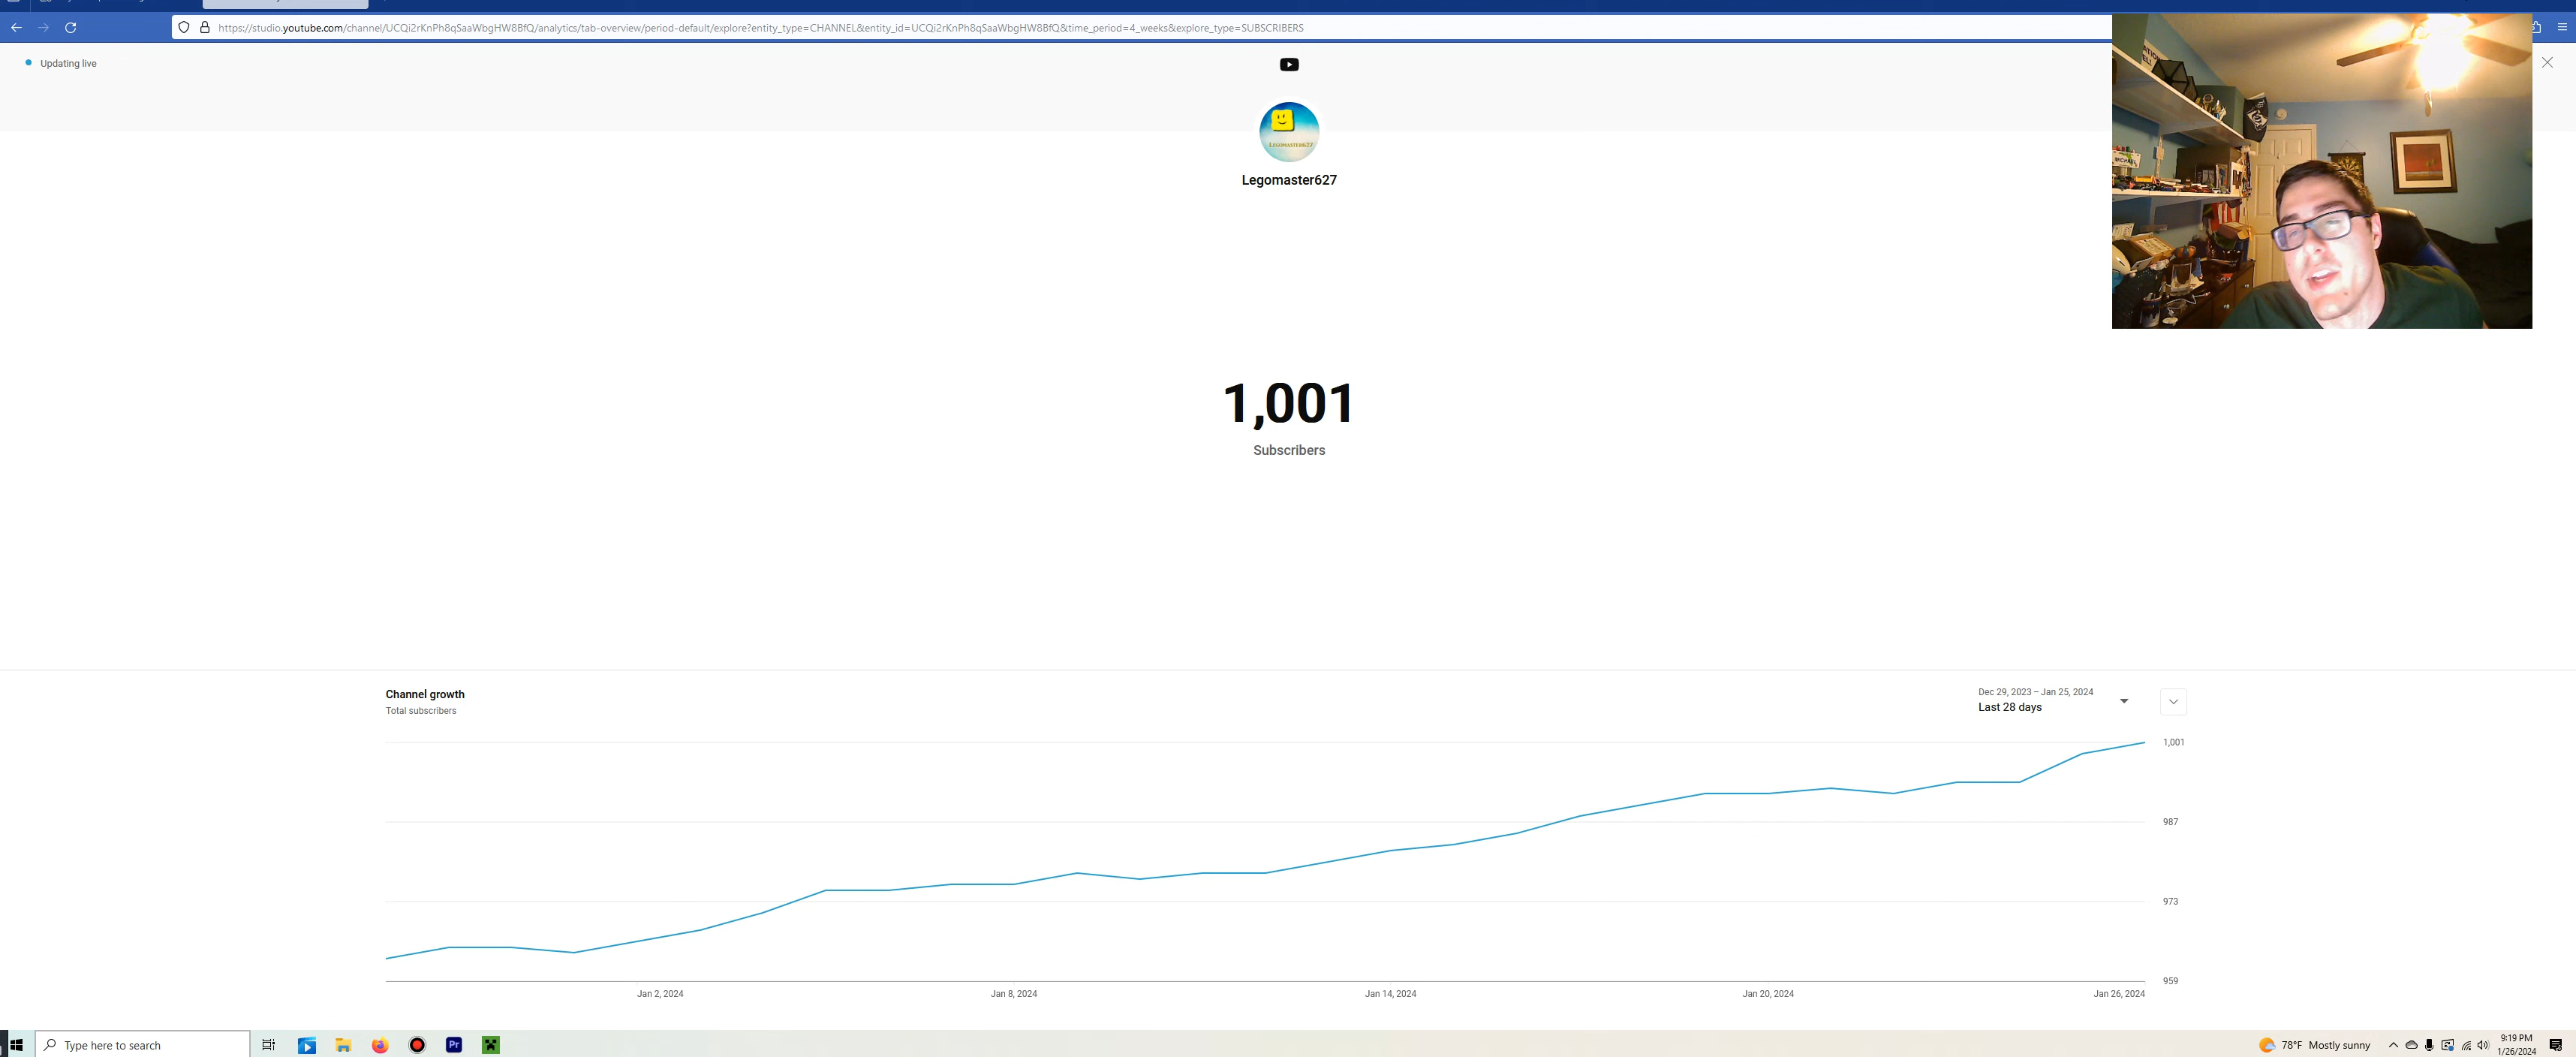 https://studio.youtube.com/channel/UCQi2rKnPh8qSaaWbgHW8BfQ/analytics/tab-overview/period-default/explore?entity_type=CHANNEL&entity_id=UCQi2rKnPh8qSaaWbgHW8BfQ&time_period=4_weeks&explore_type=SUBSCRIBERS
Updating live
LEGOMASTER627
Legomaster627
MICHAEL
1,001
Subscribers
Channel growth
Total subscribers
Dec 29, 2023 – Jan 25, 2024
Last 28 days
1,001
987
973
959
Jan 2, 2024
Jan 8, 2024
Jan 14, 2024
Jan 20, 2024
Jan 26, 2024
Type here to search
Pr
78°F Mostly sunny
9:19 PM
1/26/2024